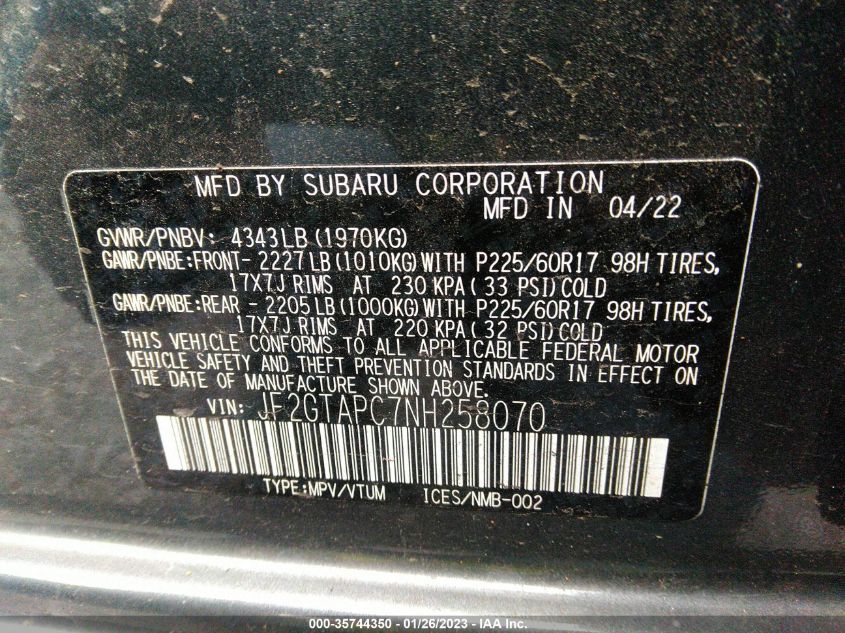 MFD BY SUBARU CORPORATION
MFD IN 04/22
GVWR/PNBV: 4343LB(1970KG)
GAWR/PNBE:FRONT- 2227LB(1010KG)WITH P225/60R17 98H TIRES,
17X7J RIMS AT 230 KPA(33 PSI)COLD
GAWR/PNBE:REAR - 2205LB(1000KG)WITH P225/60R17 98H TIRES,
17X7J RIMS AT 220 KPA(32 PSI)COLD
THIS VEHICLE CONFORMS TO ALL APPLICABLE FEDERAL MOTOR
VEHICLE SAFETY AND THEFT PREVENTION STANDARDS IN EFFECT ON
THE DATE OF MANUFACTURE SHOWN ABOVE.
VIN: JF2GTAPC7NH258070
TYPE:MPV/VTUM ICES/NMB-002
000-35744350 - 01/26/2023 - IAA Inc.